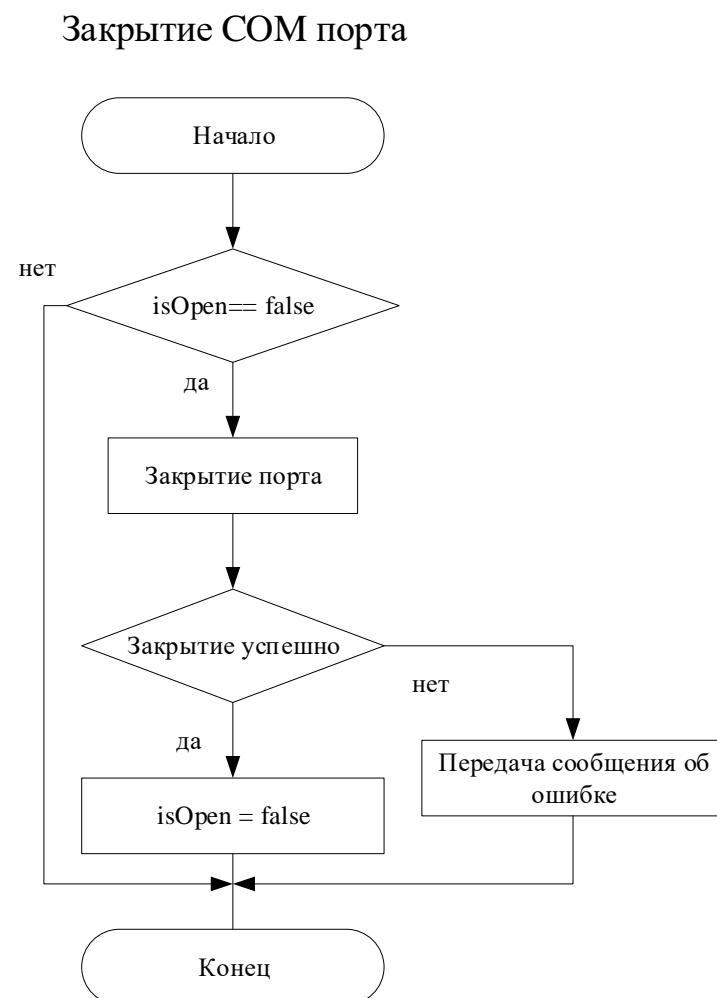 Закрытие COM порта
Начало
нет
isOpen== false
да
Закрытие порта
Закрытие успешно
нет
да
Передача сообщения об
ошибке
isOpen = false
Конец